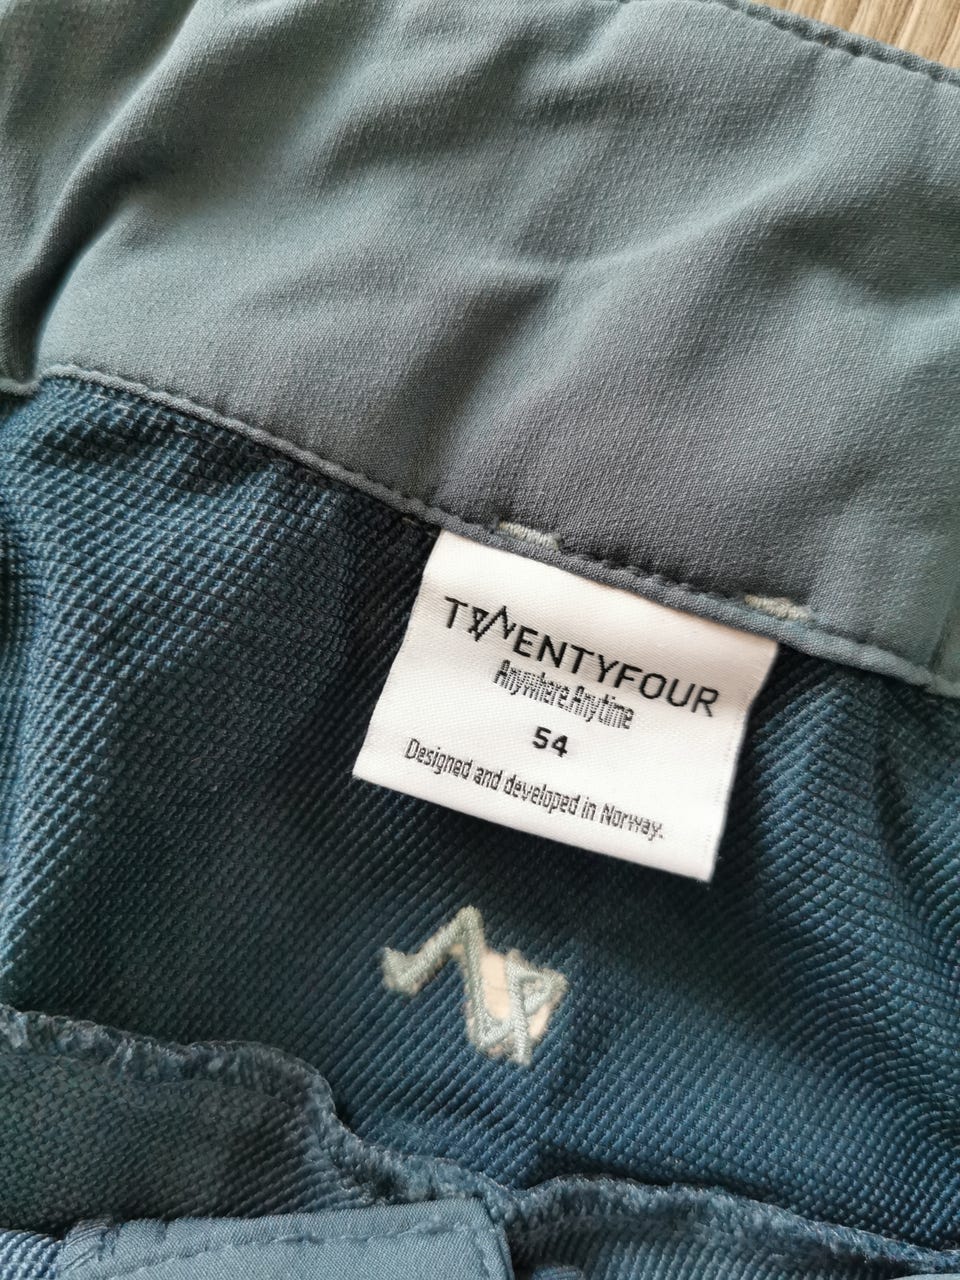 TWENTYFOUR
Anywhere.Anytime
54
Designed and developed in Norway.